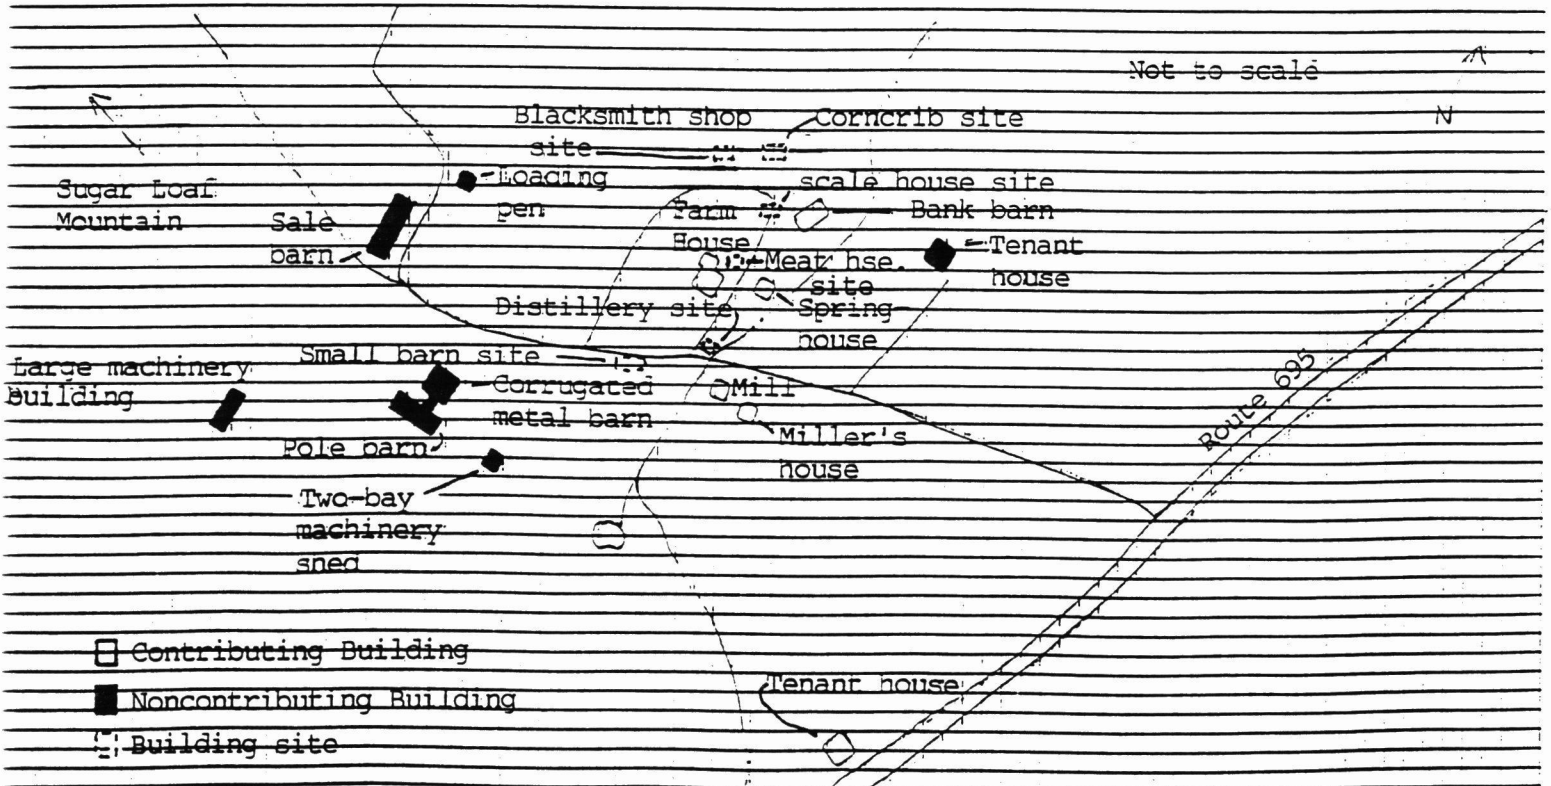 Not to scale
N
Blacksmith shop
site
Corncrib site
Sugar Loaf
Mountain
Loading
pen
scale house site
Farm
House
Bank barn
Sale
barn
Tenant
house
Meat hse.
site
Distillery site
Spring
house
Small barn site
Large machinery
Building
Corrugated
metal barn
Mill
Miller's
house
Route 695
Pole barn
Two-bay
machinery
shed
Contributing Building
Noncontributing Building
Building site
Tenant house